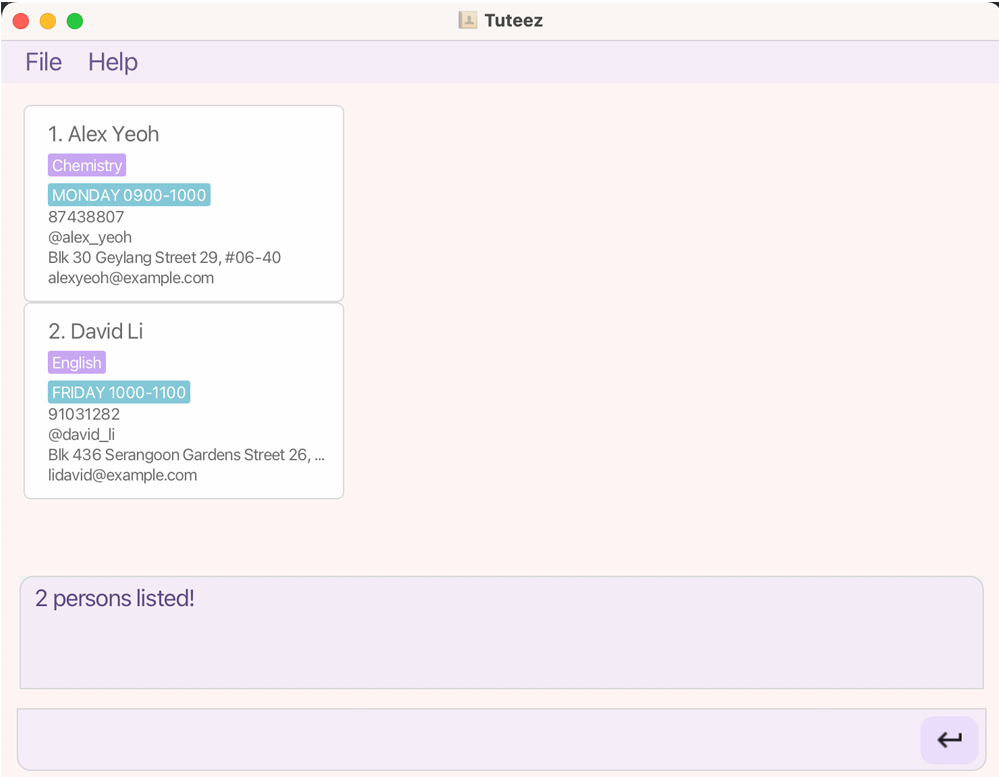 Tuteez
File Help
1. Alex Yeoh
Chemistry
MONDAY 0900-1000
87438807
@alex_yeoh
Blk 30 Geylang Street 29, #06-40
alexyeoh@example.com
2. David Li
English
FRIDAY 1000-1100
91031282
@david_li
Blk 436 Serangoon Gardens Street 26, ...
lidavid@example.com
2 persons listed!